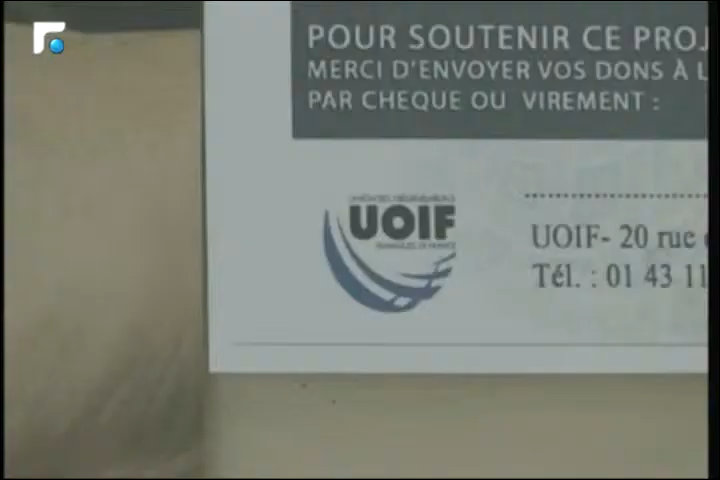 POUR SOUTENIR CE PROJ
MERCI D'ENVOYER VOS DONS À L
PAR CHEQUE OU VIREMENT :
UOIF
UOIF- 20 rue
Tél. : 01 43 11